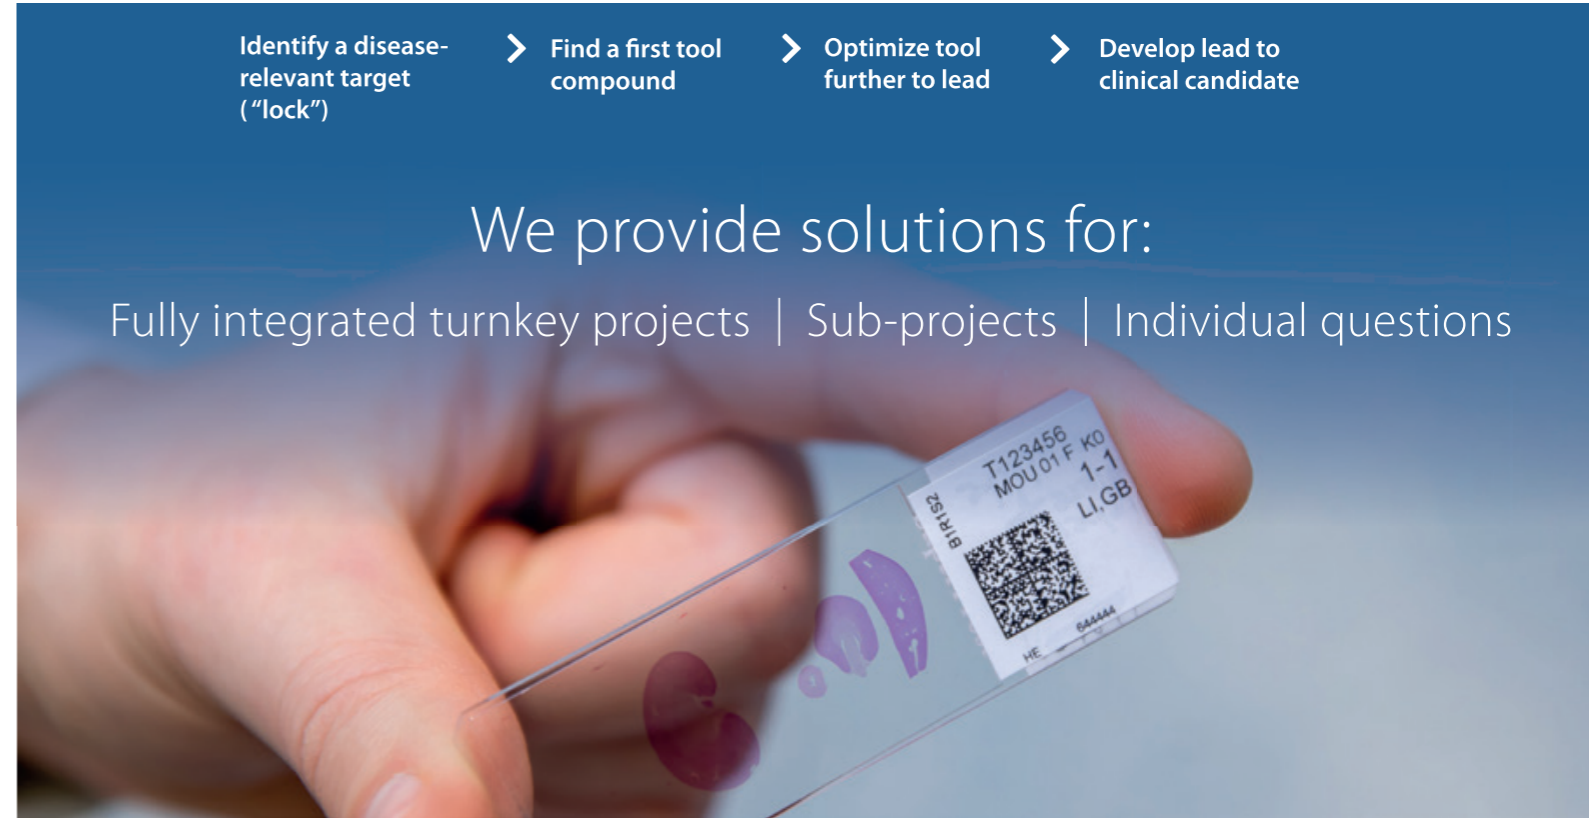 Identify a disease-
relevant target
(“lock”)
Find a first tool
compound
Optimize tool
further to lead
Develop lead to
clinical candidate
We provide solutions for:
Fully integrated turnkey projects | Sub-projects | Individual questions
T123456
MOU 01 F K0
1-1
LI,GB
B1R1S2
644444
HE